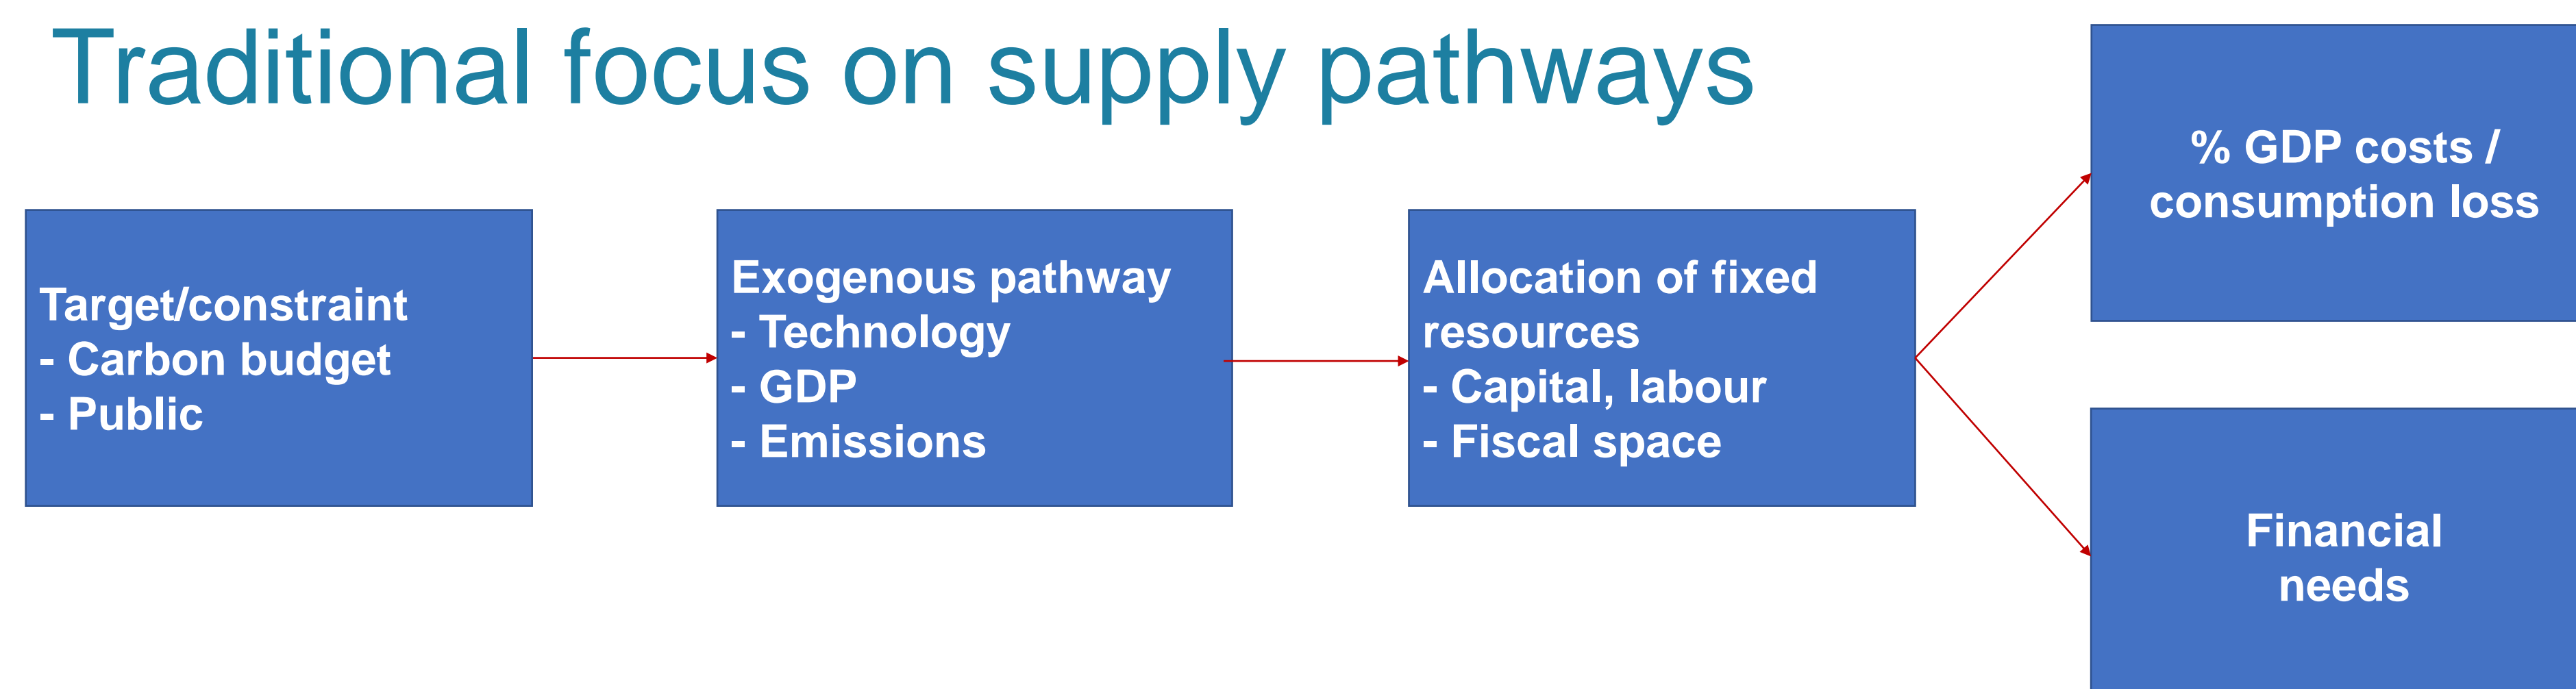 Traditional focus on supply pathways
Target/constraint
- Carbon budget
- Public
Exogenous pathway
- Technology
- GDP
- Emissions
Allocation of fixed
resources
- Capital, labour
- Fiscal space
% GDP costs /
consumption loss
Financial
needs